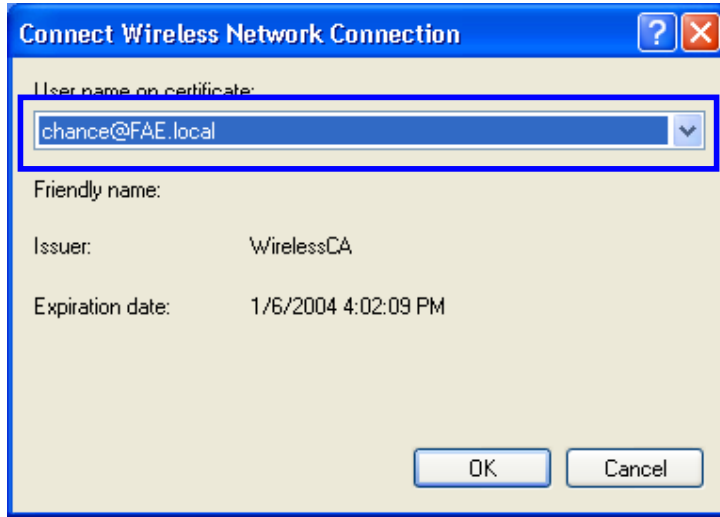 Connect Wireless Network Connection
User name on certificate:
chance@FAE.local
Friendly name:
Issuer: WirelessCA
Expiration date: 1/6/2004 4:02:09 PM
OK Cancel